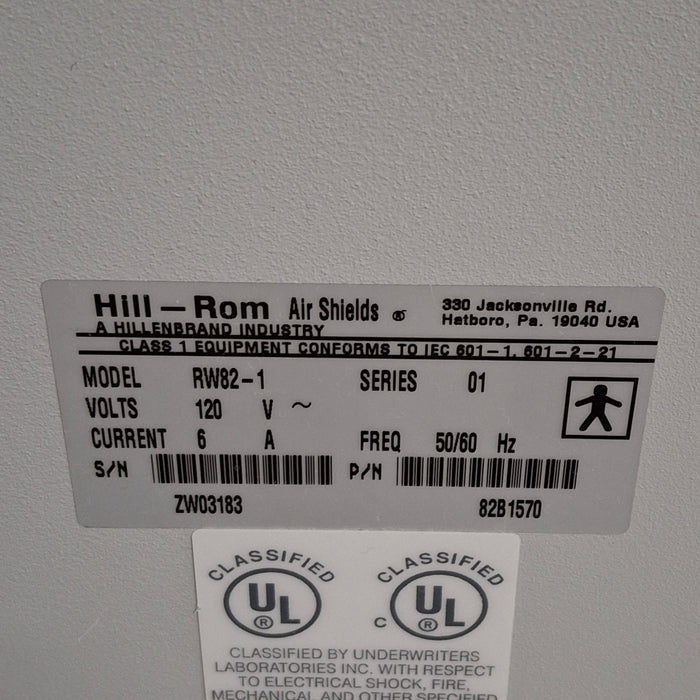 Hill-Rom Air Shields ® 330 Jacksonville Rd.
A HILLENBRAND INDUSTRY Hatboro, Pa. 19040 USA
CLASS 1 EQUIPMENT CONFORMS TO IEC 601-1, 601-2-21
MODEL RW82-1 SERIES 01
VOLTS 120 V ~
CURRENT 6 A FREQ 50/60 Hz
S/N P/N
ZW03183 82B1570
CLASSIFIED CLASSIFIED
UL ® C UL ®
CLASSIFIED BY UNDERWRITERS
LABORATORIES INC. WITH RESPECT
TO ELECTRICAL SHOCK, FIRE,
MECHANICAL AND OTHER SPECIFIED